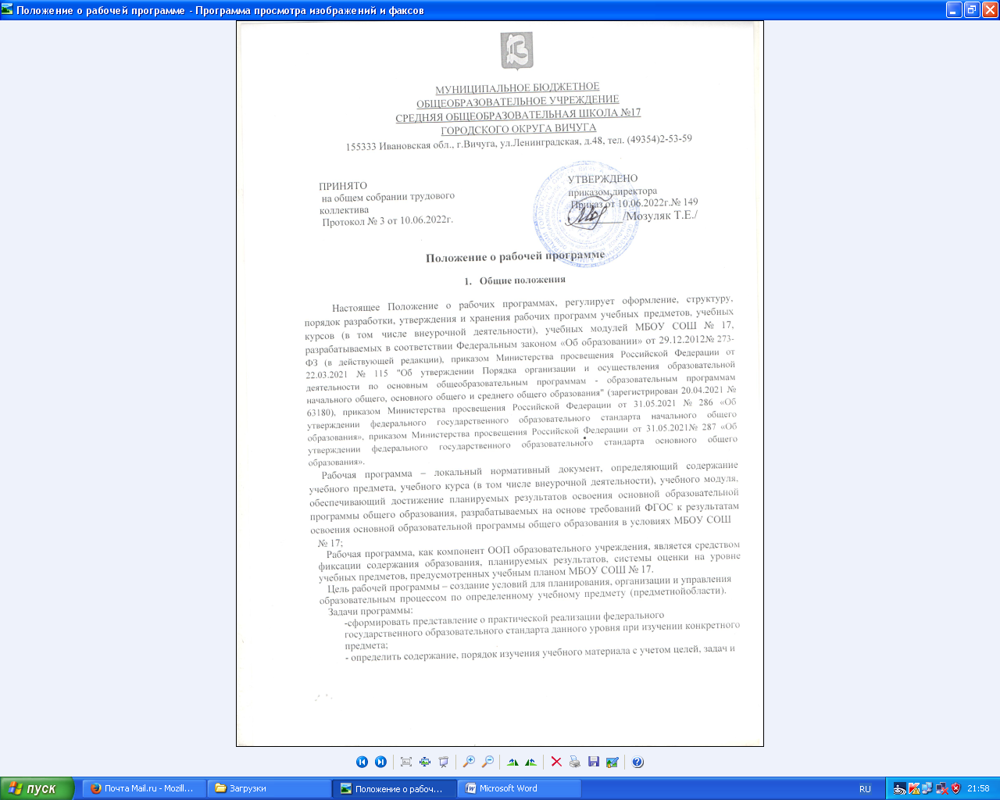 Положение о рабочей программе - Программа просмотра изображений и факсов
МУНИЦИПАЛЬНОЕ БЮДЖЕТНОЕ
ОБЩЕОБРАЗОВАТЕЛЬНОЕ УЧРЕЖДЕНИЕ
СРЕДНЯЯ ОБЩЕОБРАЗОВАТЕЛЬНАЯ ШКОЛА №17
ГОРОДСКОГО ОКРУГА ВИЧУГА
155333 Ивановская обл., г.Вичуга, ул.Ленинградская, д.48, тел. (49354)2-53-59
ПРИНЯТО
на общем собрании трудового
коллектива
Протокол № 3 от 10.06.2022г.
УТВЕРЖДЕНО
приказом директора
Приказ от 10.06.2022г.№ 149
/Мозуляк Т.Е./
Положение о рабочей программе
1. Общие положения
Настоящее Положение о рабочих программах, регулирует оформление, структуру,
порядок разработки, утверждения и хранения рабочих программ учебных предметов, учебных
курсов (в том числе внеурочной деятельности), учебных модулей МБОУ СОШ № 17,
разрабатываемых в соответствии Федеральным законом «Об образовании» от 29.12.2012№ 273-
ФЗ (в действующей редакции), приказом Министерства просвещения Российской Федерации от
22.03.2021 № 115 "Об утверждении Порядка организации и осуществления образовательной
деятельности по основным общеобразовательным программам - образовательным программам
начального общего, основного общего и среднего общего образования" (зарегистрирован 20.04.2021 №
63180), приказом Министерства просвещения Российской Федерации от 31.05.2021 № 286 «Об
утверждении федерального государственного образовательного стандарта начального общего
образования», приказом Министерства просвещения Российской Федерации от 31.05.2021№ 287 «Об
утверждении федерального государственного образовательного стандарта основного общего
образования».
Рабочая программа – локальный нормативный документ, определяющий содержание
учебного предмета, учебного курса (в том числе внеурочной деятельности), учебного модуля,
обеспечивающий достижение планируемых результатов освоения основной образовательной
программы общего образования, разрабатываемых на основе требований ФГОС к результатам
освоения основной образовательной программы общего образования в условиях МБОУ СОШ
№ 17;
Рабочая программа, как компонент ООП образовательного учреждения, является средством
фиксации содержания образования, планируемых результатов, системы оценки на уровне
учебных предметов, предусмотренных учебным планом МБОУ СОШ № 17.
Цель рабочей программы – создание условий для планирования, организации и управления
образовательным процессом по определенному учебному предмету (предметнойобласти).
Задачи программы:
-сформировать представление о практической реализации федерального
государственного образовательного стандарта данного уровня при изучении конкретного
предмета;
- определить содержание, порядок изучения учебного материала с учетом целей, задач и
пуск
Почта Mail.ru - Mozill...
Загрузки
Положение о рабоч...
Microsoft Word
RU
21:58